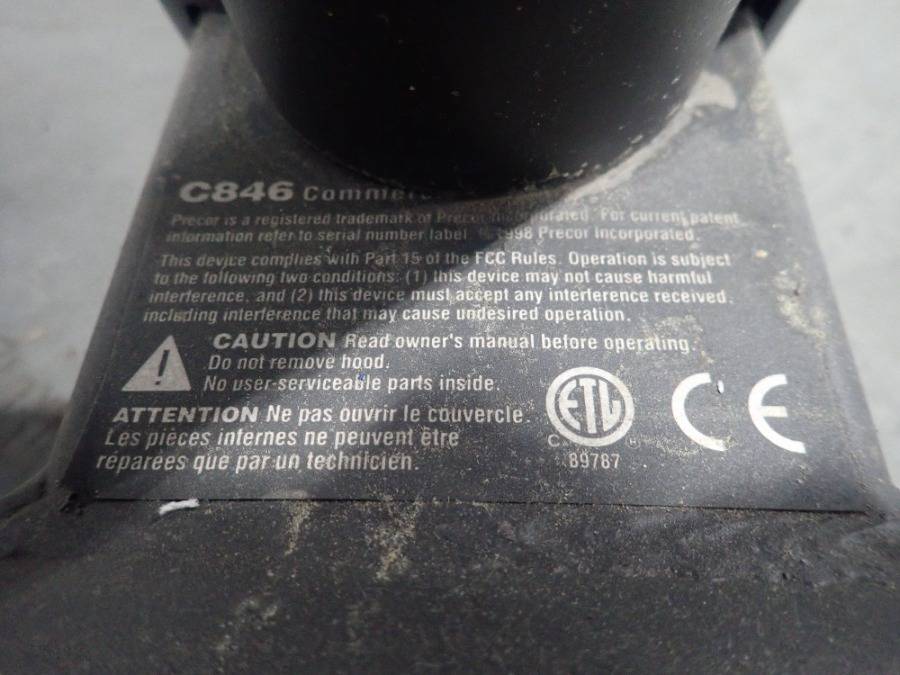 C846
Precor is a registered trademark of Precor Incorporated. For current patent
information refer to serial number label. © 1998 Precor Incorporated.
This device complies with Part 15 of the FCC Rules. Operation is subject
to the following two conditions: (1) this device may not cause harmful
interference, and (2) this device must accept any interference received,
including interference that may cause undesired operation.
CAUTION Read owner's manual before operating.
Do not remove hood.
No user-serviceable parts inside.
ATTENTION Ne pas ouvrir le couvercle.
Les pièces internes ne peuvent être
réparées que par un technicien.
ETL
89787
CE